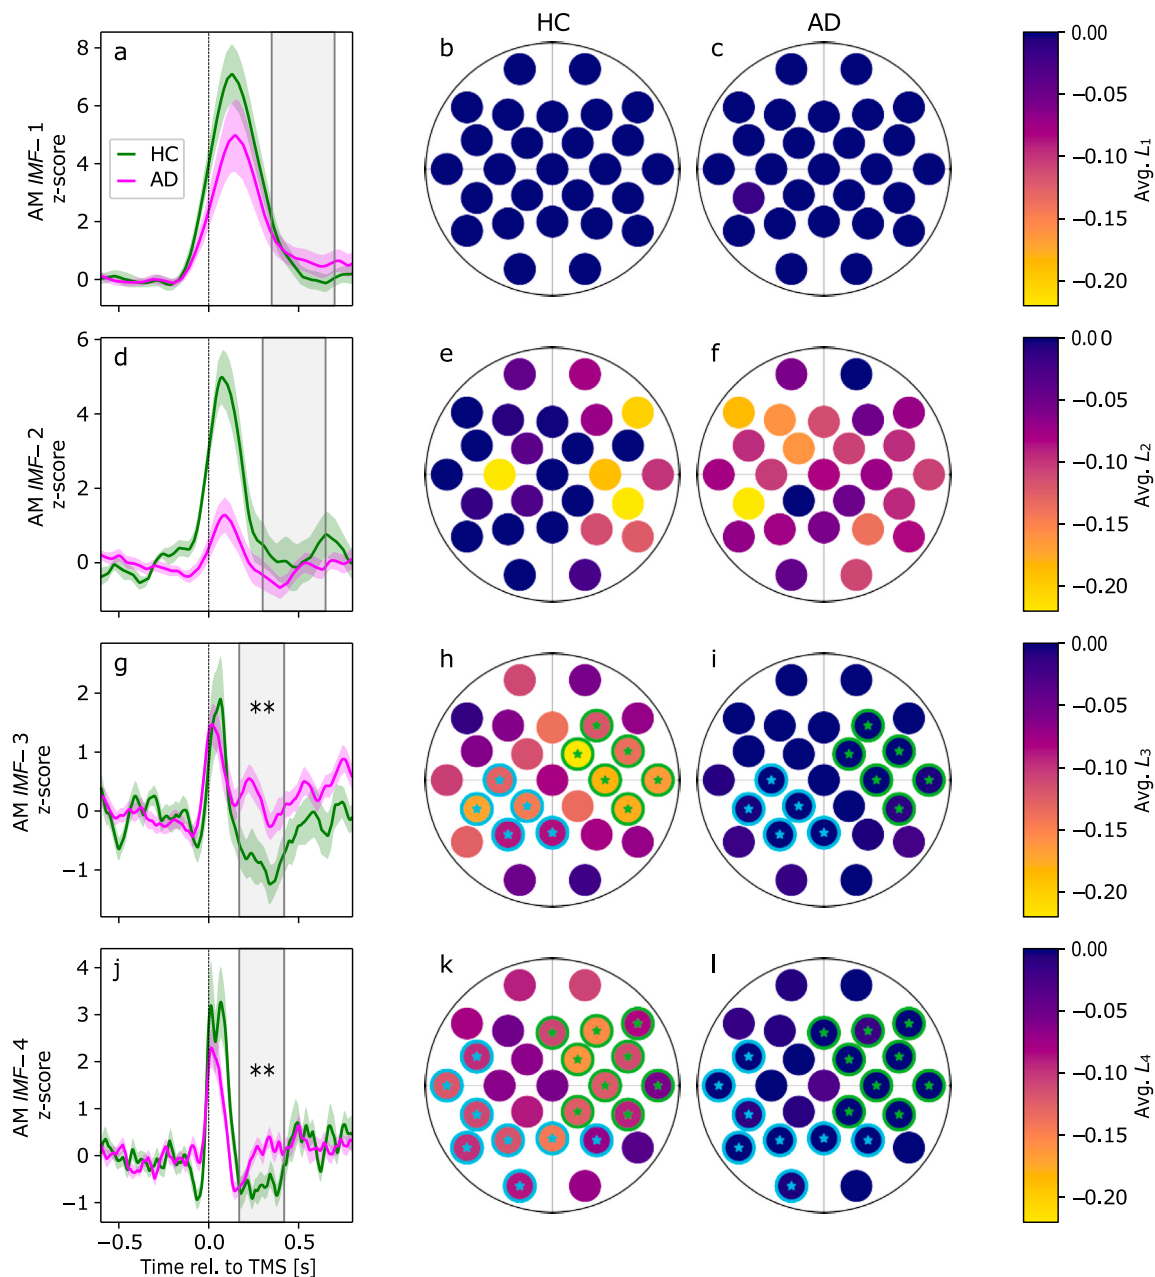 HC
AD
a
8
6
4
2
0
AM IMF−1
z-score
HC
AD
b
c
0.00
−0.05
−0.10
−0.15
−0.20
Avg. L1
d
6
4
2
0
AM IMF−2
z-score
e
f
0.00
−0.05
−0.10
−0.15
−0.20
Avg. L2
g
**
2
1
0
−1
AM IMF−3
z-score
h
i
0.00
−0.05
−0.10
−0.15
−0.20
Avg. L3
j
**
4
3
2
1
0
−1
AM IMF−4
z-score
−0.5
0.0
0.5
Time rel. to TMS [s]
k
l
0.00
−0.05
−0.10
−0.15
−0.20
Avg. L4